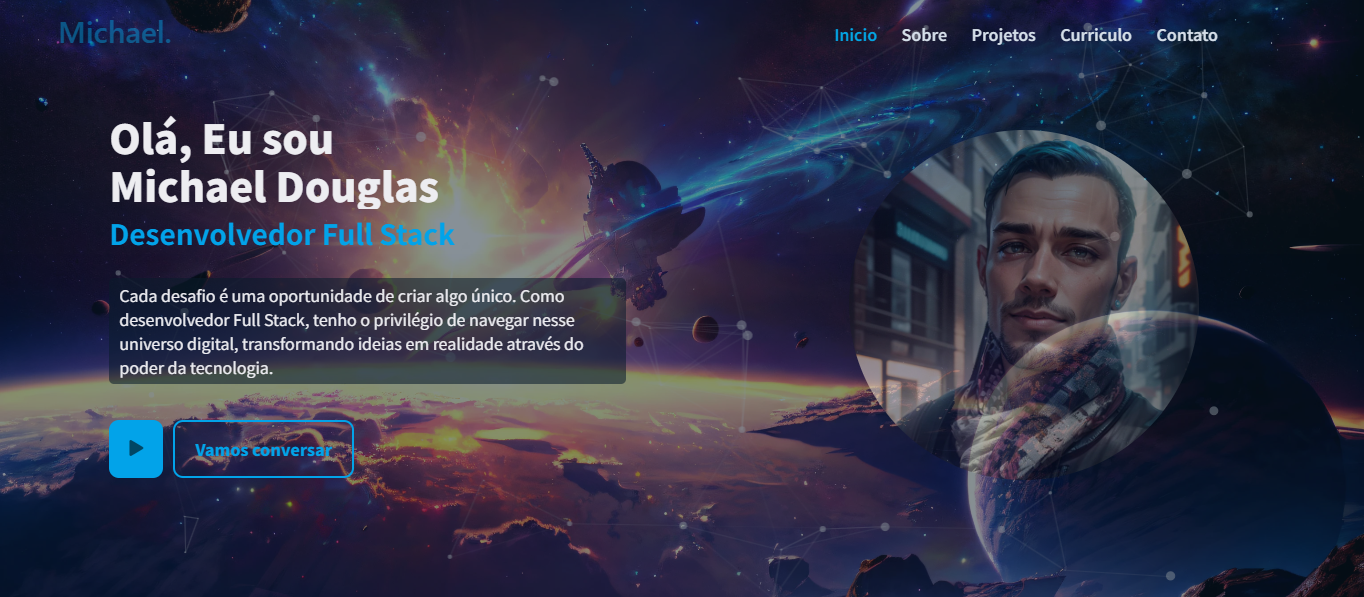 Michael.
Inicio Sobre Projetos Curriculo Contato
Olá, Eu sou
Michael Douglas
Desenvolvedor Full Stack
Cada desafio é uma oportunidade de criar algo único. Como
desenvolvedor Full Stack, tenho o privilégio de navegar nesse
universo digital, transformando ideias em realidade através do
poder da tecnologia.
Vamos conversar